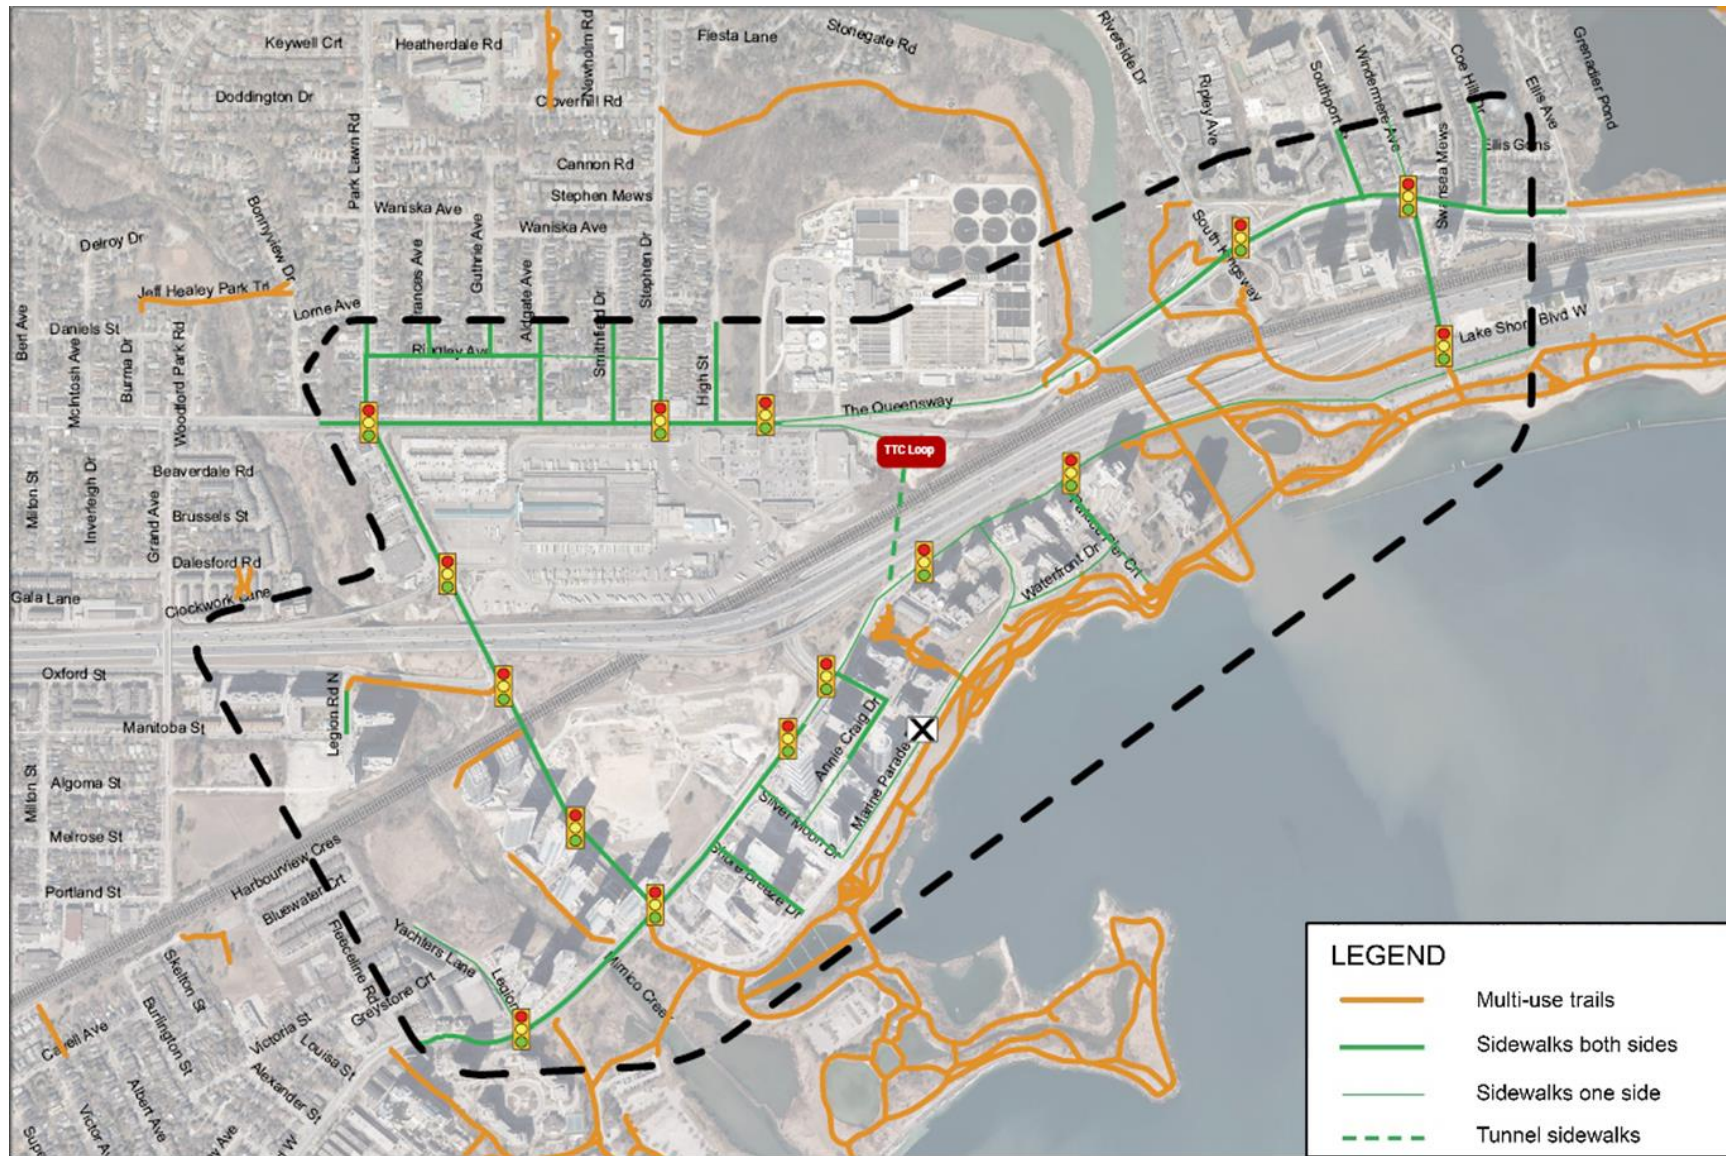 Keywell Crt
Heatherdale Rd
Newholm Rd
Fiesta Lane
Stonegate Rd
Riverside Dr
Ripley Ave
Windermere Ave
Coe Hill Dr
Ellis Ave
Grenadier Pond
Doddington Dr
Cloverhill Rd
Park Lawn Rd
Swansea Mews
Ellis Gdns
Cannon Rd
Stephen Mews
Waniska Ave
Waniska Ave
Bonnyview Dr
Delroy Dr
Guthrie Ave
Aldgate Ave
Stephen Dr
South Kingsway
Jeff Healey Park Trl
Lorne Ave
Berl Ave
Daniels St
McIntosh Ave
Burma Dr
Woodford Park Rd
Smithfield Dr
High St
Lake Shore Blvd W
The Queensway
TTC Loop
Milton St
Inverleigh Dr
Grand Ave
Beaverdale Rd
Brussels St
Dalesford Rd
Gala Lane
Clockwork Lane
Waterfront Dr
Oxford St
Legion Rd N
Manitoba St
Annie Craig Dr
Marine Parade
Milton St
Algoma St
Silver Moon Dr
Melrose St
Harbourview Cres
Shore Breeze Dr
Portland St
Bluewater Crt
Fleeceline Rd
Yachters Lane
Legion
Mimico Creek
Skelton St
Greystone Crt
Burlington St
Victoria St
Louisa St
Cavell Ave
Alexander St
Albert Ave
LEGEND
Multi-use trails
Sidewalks both sides
Sidewalks one side
Tunnel sidewalks